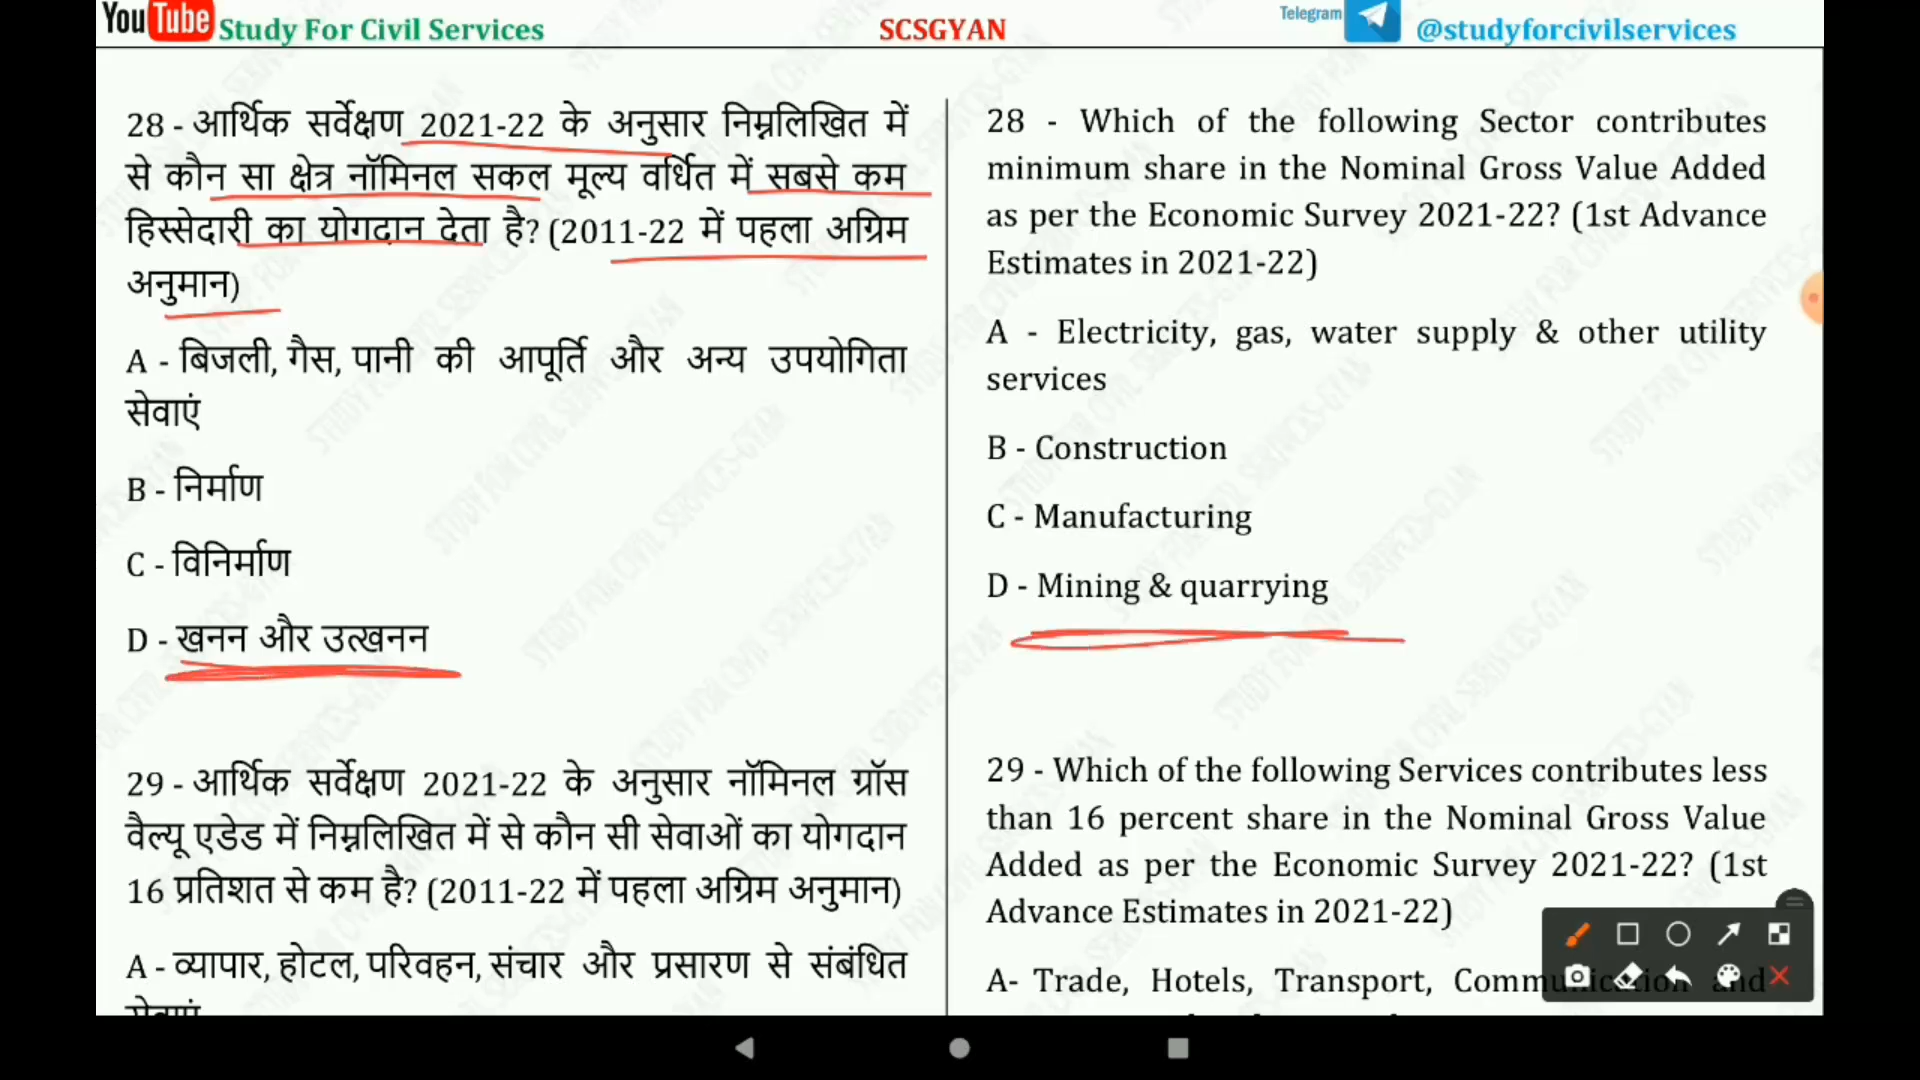 YouTube Study For Civil Services
SCSGYAN
Telegram @studyforcivilservices
28 - आर्थिक सर्वेक्षण 2021-22 के अनुसार निम्नलिखित में
से कौन सा क्षेत्र नॉमिनल सकल मूल्य वर्धित में सबसे कम
हिस्सेदारी का योगदान देता है? (2011-22 में पहला अग्रिम
अनुमान)
A - बिजली, गैस, पानी की आपूर्ति और अन्य उपयोगिता
सेवाएं
B - निर्माण
C - विनिर्माण
D - खनन और उत्खनन
29 - आर्थिक सर्वेक्षण 2021-22 के अनुसार नॉमिनल ग्रॉस
वैल्यू एडेड में निम्नलिखित में से कौन सी सेवाओं का योगदान
16 प्रतिशत से कम है? (2011-22 में पहला अग्रिम अनुमान)
A - व्यापार, होटल, परिवहन, संचार और प्रसारण से संबंधित
सेवाएं
28 - Which of the following Sector contributes
minimum share in the Nominal Gross Value Added
as per the Economic Survey 2021-22? (1st Advance
Estimates in 2021-22)
A - Electricity, gas, water supply & other utility
services
B - Construction
C - Manufacturing
D - Mining & quarrying
29 - Which of the following Services contributes less
than 16 percent share in the Nominal Gross Value
Added as per the Economic Survey 2021-22? (1st
Advance Estimates in 2021-22)
A- Trade, Hotels, Transport, Communication and